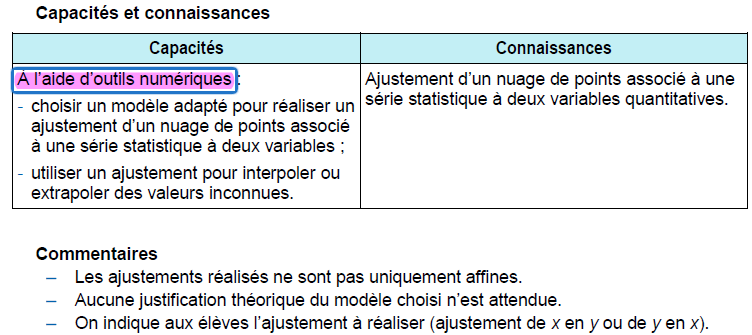 Capacités et connaissances
Capacités
Connaissances
À l’aide d’outils numériques :
- choisir un modèle adapté pour réaliser un
ajustement d’un nuage de points associé
à une série statistique à deux variables ;
- utiliser un ajustement pour interpoler ou
extrapoler des valeurs inconnues.
Ajustement d’un nuage de points associé à une
série statistique à deux variables quantitatives.
Commentaires
– Les ajustements réalisés ne sont pas uniquement affines.
– Aucune justification théorique du modèle choisi n’est attendue.
– On indique aux élèves l’ajustement à réaliser (ajustement de x en y ou de y en x).